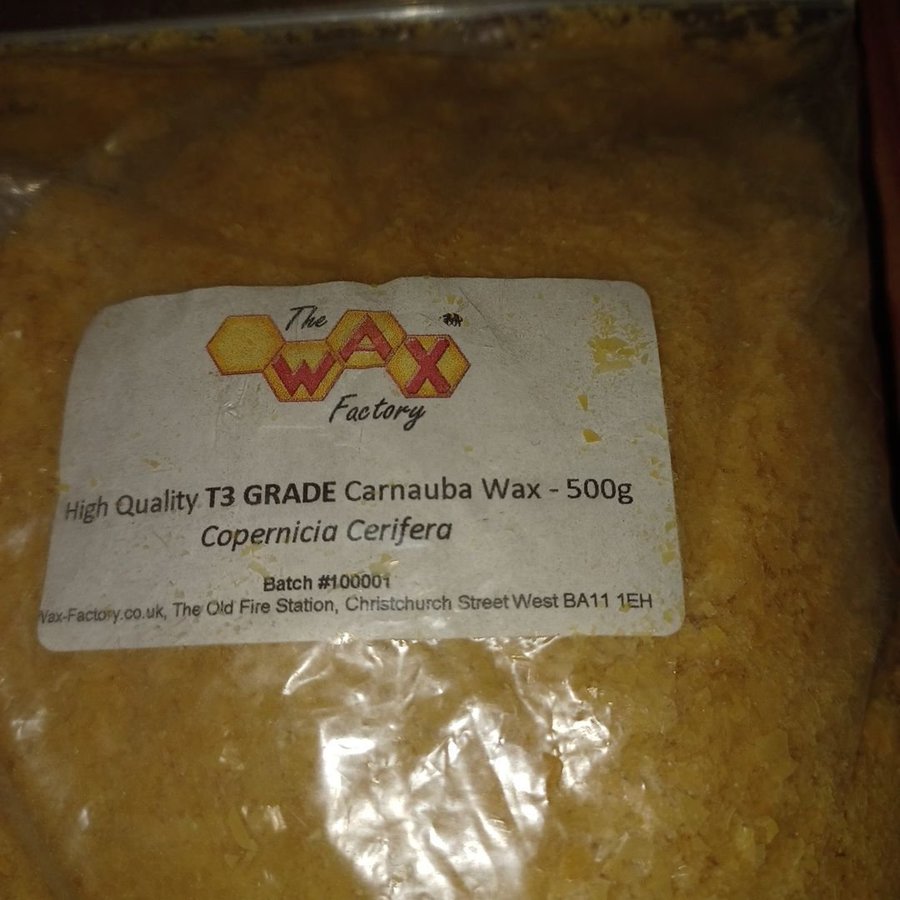 The
WAX
Factory
High Quality T3 GRADE Carnauba Wax - 500g
Copernicia Cerifera
Batch #100001
Wax-Factory.co.uk, The Old Fire Station, Christchurch Street West BA11 1EH